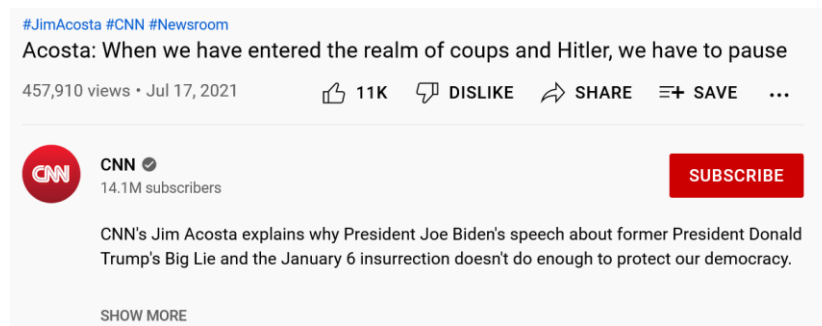 #JimAcosta #CNN #Newsroom
Acosta: When we have entered the realm of coups and Hitler, we have to pause
457,910 views • Jul 17, 2021 11K DISLIKE SHARE SAVE ...
CNN CNN
14.1M subscribers SUBSCRIBE
CNN's Jim Acosta explains why President Joe Biden's speech about former President Donald
Trump's Big Lie and the January 6 insurrection doesn't do enough to protect our democracy.
SHOW MORE